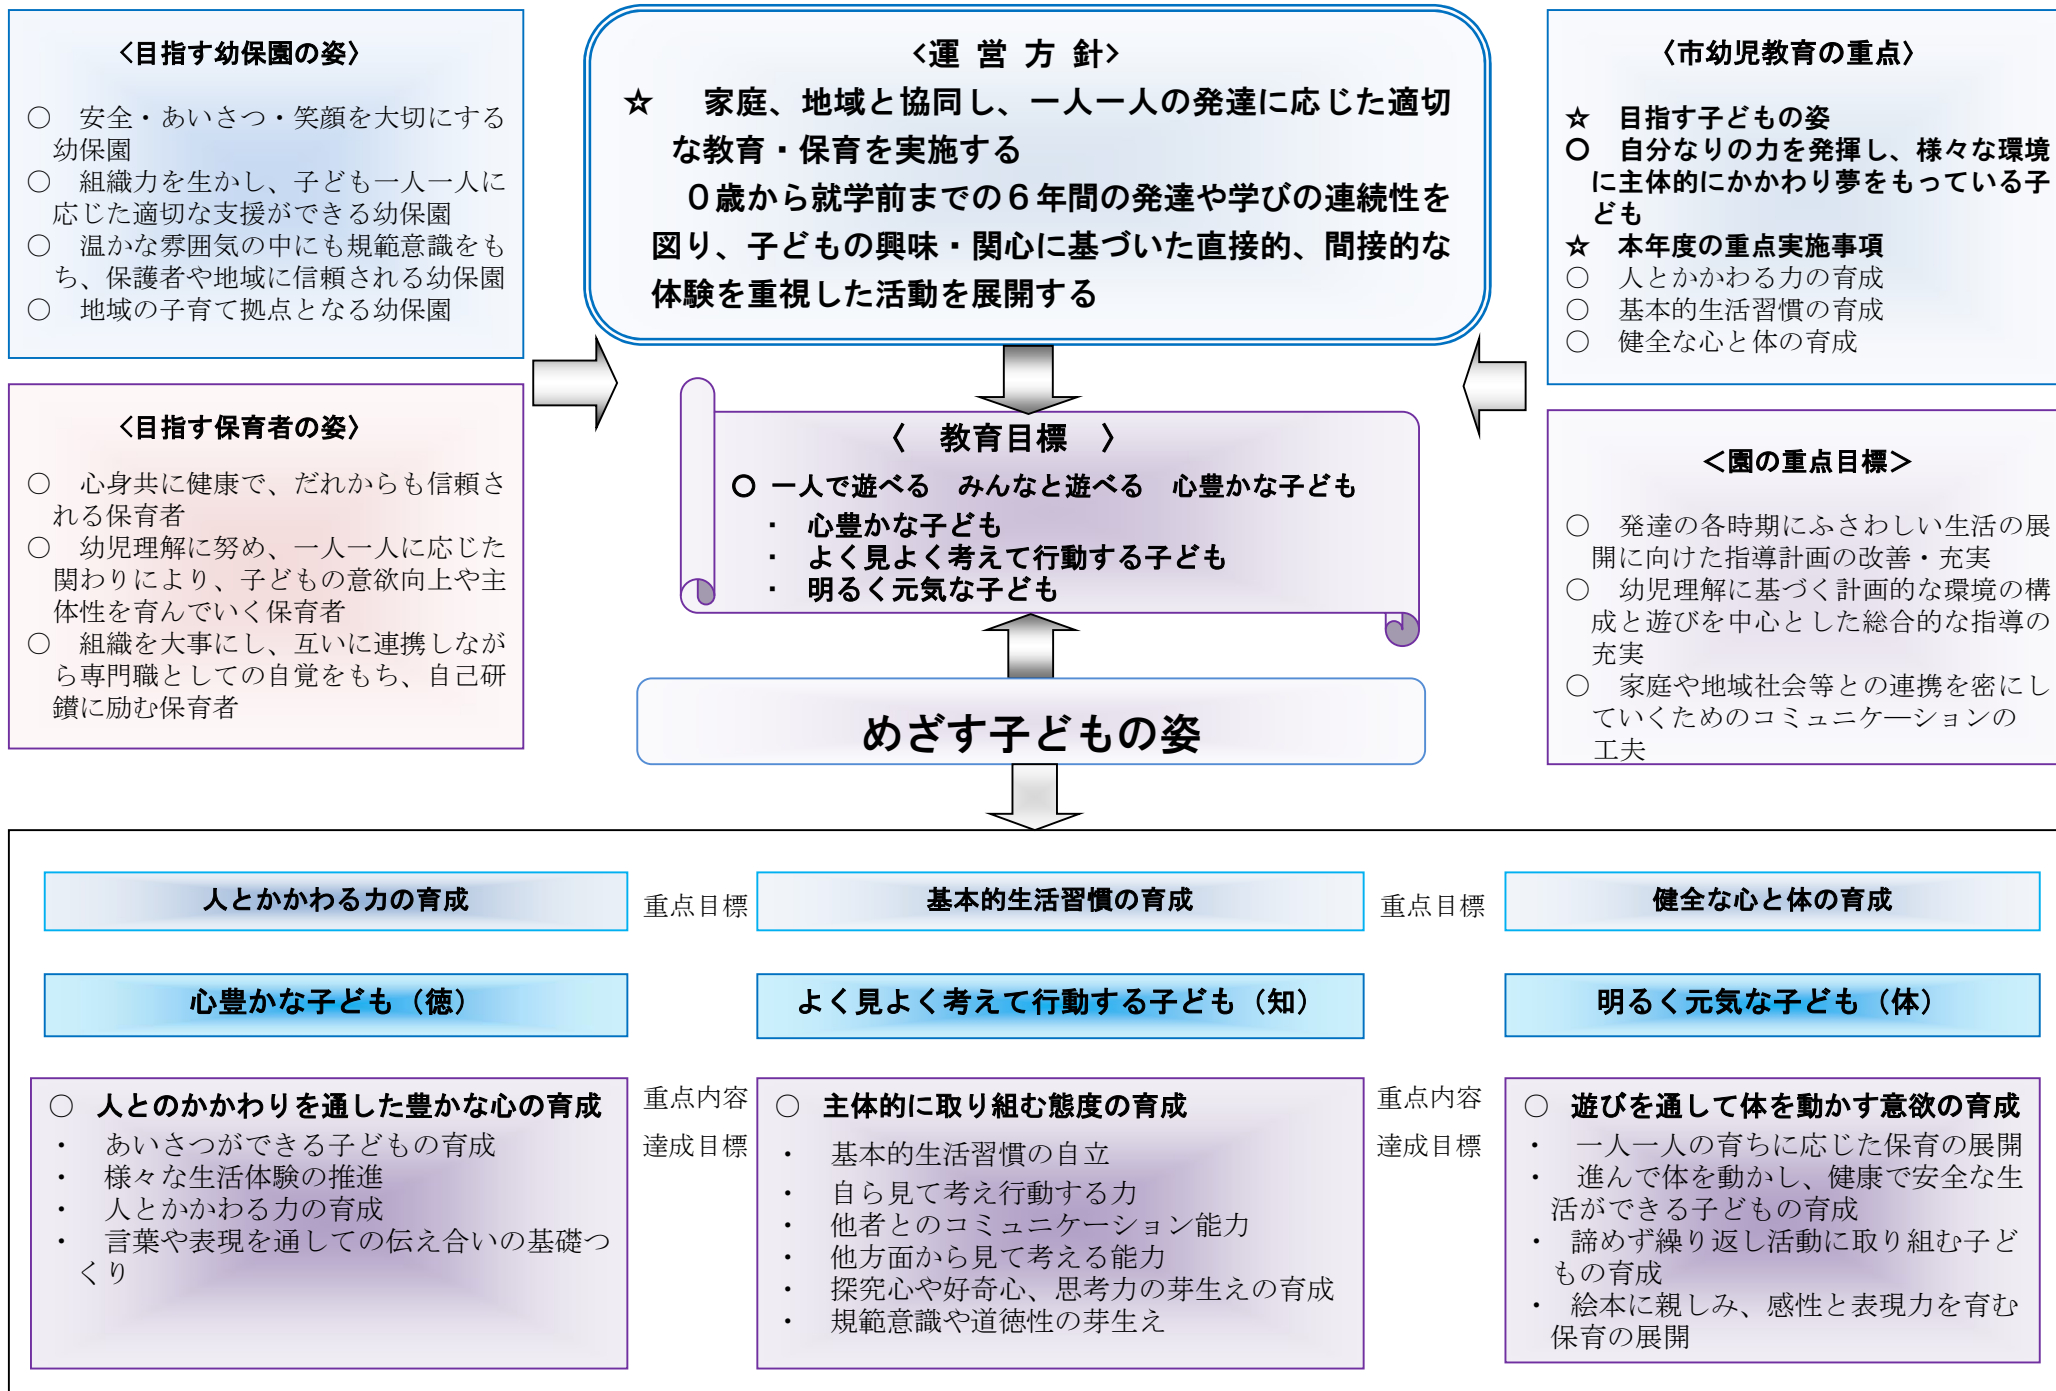 〈目指す幼保園の姿〉
○　安全・あいさつ・笑顔を大切にする
幼保園
○　組織力を生かし、子ども一人一人に
応じた適切な支援ができる幼保園
○　温かな雰囲気の中にも規範意識をも
ち、保護者や地域に信頼される幼保園
○　地域の子育て拠点となる幼保園
〈運 営 方 針〉
☆　家庭、地域と協同し、一人一人の発達に応じた適切
な教育・保育を実施する
０歳から就学前までの６年間の発達や学びの連続性を
図り、子どもの興味・関心に基づいた直接的、間接的な
体験を重視した活動を展開する
〈市幼児教育の重点〉
☆　目指す子どもの姿
○　自分なりの力を発揮し、様々な環境
に主体的にかかわり夢をもっている子
ども
☆　本年度の重点実施事項
○　人とかかわる力の育成
○　基本的生活習慣の育成
○　健全な心と体の育成
〈目指す保育者の姿〉
○　心身共に健康で、だれからも信頼さ
れる保育者
○　幼児理解に努め、一人一人に応じた
関わりにより、子どもの意欲向上や主
体性を育んでいく保育者
○　組織を大事にし、互いに連携しなが
ら専門職としての自覚をもち、自己研
鑽に励む保育者
〈　教育目標　〉
○ 一人で遊べる　みんなと遊べる　心豊かな子ども
・　心豊かな子ども
・　よく見よく考えて行動する子ども
・　明るく元気な子ども
＜園の重点目標＞
○　発達の各時期にふさわしい生活の展
開に向けた指導計画の改善・充実
○　幼児理解に基づく計画的な環境の構
成と遊びを中心とした総合的な指導の
充実
○　家庭や地域社会等との連携を密にし
ていくためのコミュニケーションの
工夫
めざす子どもの姿
人とかかわる力の育成
重点目標
基本的生活習慣の育成
重点目標
健全な心と体の育成
心豊かな子ども（徳）
よく見よく考えて行動する子ども（知）
明るく元気な子ども（体）
○　人とのかかわりを通した豊かな心の育成
・　あいさつができる子どもの育成
・　様々な生活体験の推進
・　人とかかわる力の育成
・　言葉や表現を通しての伝え合いの基礎つ
くり
重点内容
達成目標
○　主体的に取り組む態度の育成
・　基本的生活習慣の自立
・　自ら見て考え行動する力
・　他者とのコミュニケーション能力
・　他方面から見て考える能力
・　探究心や好奇心、思考力の芽生えの育成
・　規範意識や道徳性の芽生え
重点内容
達成目標
○　遊びを通して体を動かす意欲の育成
・　一人一人の育ちに応じた保育の展開
・　進んで体を動かし、健康で安全な生
活ができる子どもの育成
・　諦めず繰り返し活動に取り組む子ど
もの育成
・　絵本に親しみ、感性と表現力を育む
保育の展開